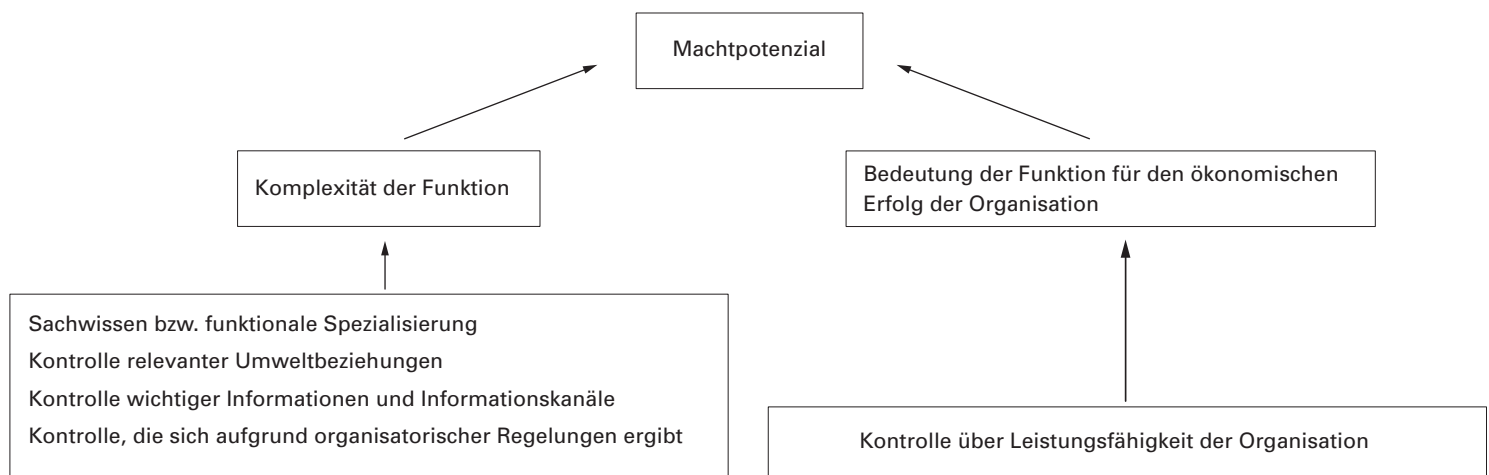 Machtpotenzial
Komplexität der Funktion
Bedeutung der Funktion für den ökonomischen
Erfolg der Organisation
Sachwissen bzw. funktionale Spezialisierung
Kontrolle relevanter Umweltbeziehungen
Kontrolle wichtiger Informationen und Informationskanäle
Kontrolle, die sich aufgrund organisatorischer Regelungen ergibt
Kontrolle über Leistungsfähigkeit der Organisation